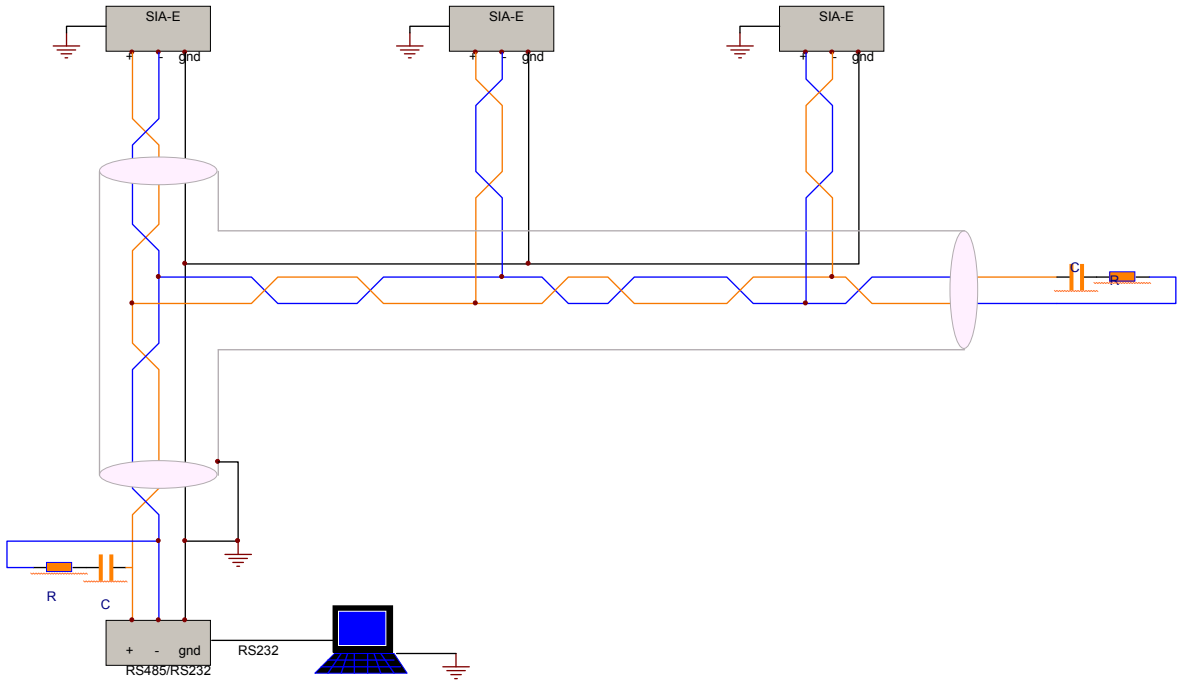 SIA-E SIA-E SIA-E
+ - gnd + - gnd + - gnd
C
R
R
C
+ - gnd
RS232
RS485/RS232